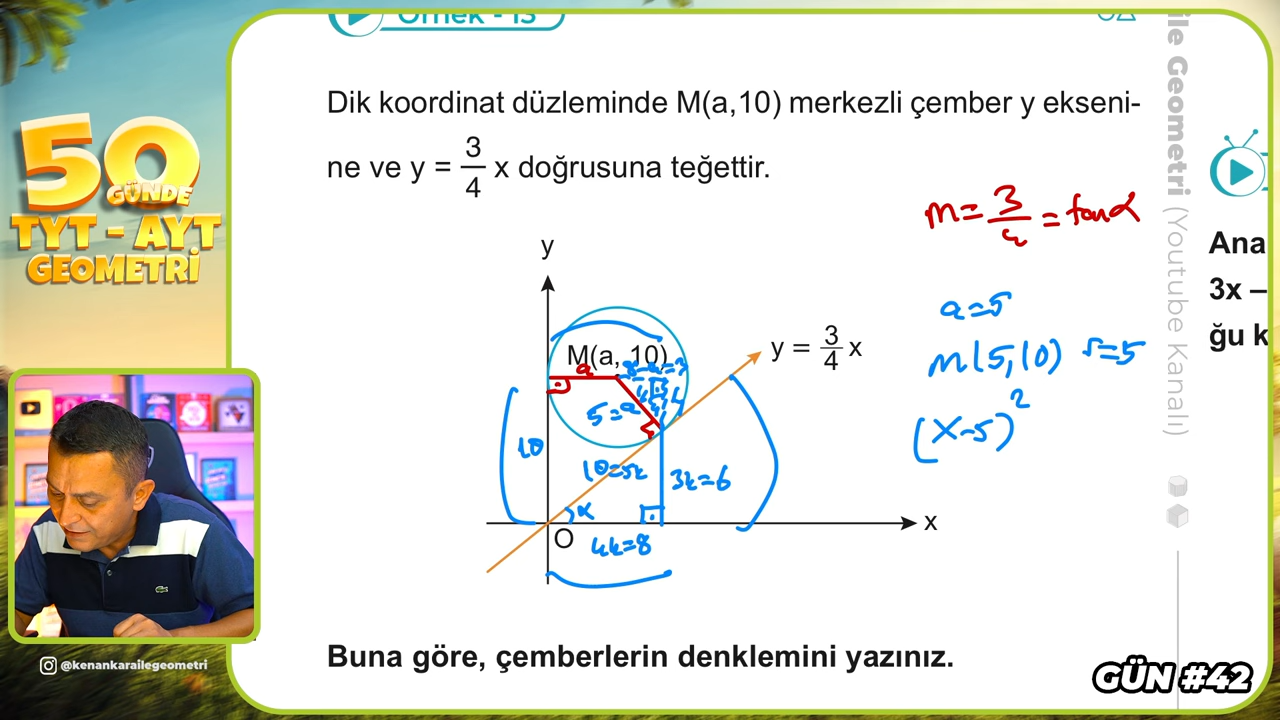 Örnek - 13
Dik koordinat düzleminde M(a,10) merkezli çember y ekseni-
ne ve y = 3/4 x doğrusuna teğettir.
50
GÜNDE
TYT - AYT
GEOMETRİ
m = 3/4 = tanα
y
a=5
M(a, 10)
y = 3/4 x
M(5,10) r=5
a
5=a
(x-5)²
10
10=5k
3k=6
α
x
O
4k=8
Buna göre, çemberlerin denklemini yazınız.
@kenankarailegeometri
GÜN #42
ile Geometri (Youtube Kanalı)
Ana
3x –
ğu k